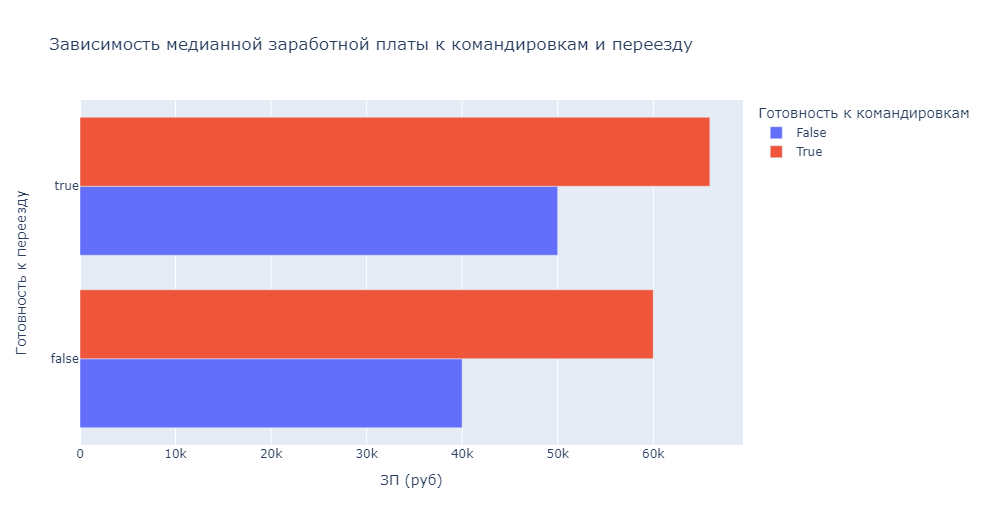 Зависимость медианной заработной платы к командировкам и переезду
Готовность к командировкам
False
True
Готовность к переезду
true
false
0
10k
20k
30k
40k
50k
60k
ЗП (руб)